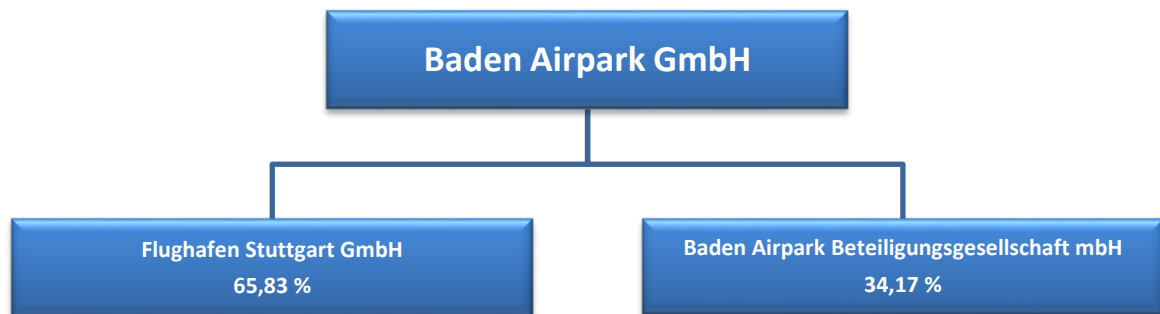 Baden Airpark GmbH
Flughafen Stuttgart GmbH
65,83 %
Baden Airpark Beteiligungsgesellschaft mbH
34,17 %